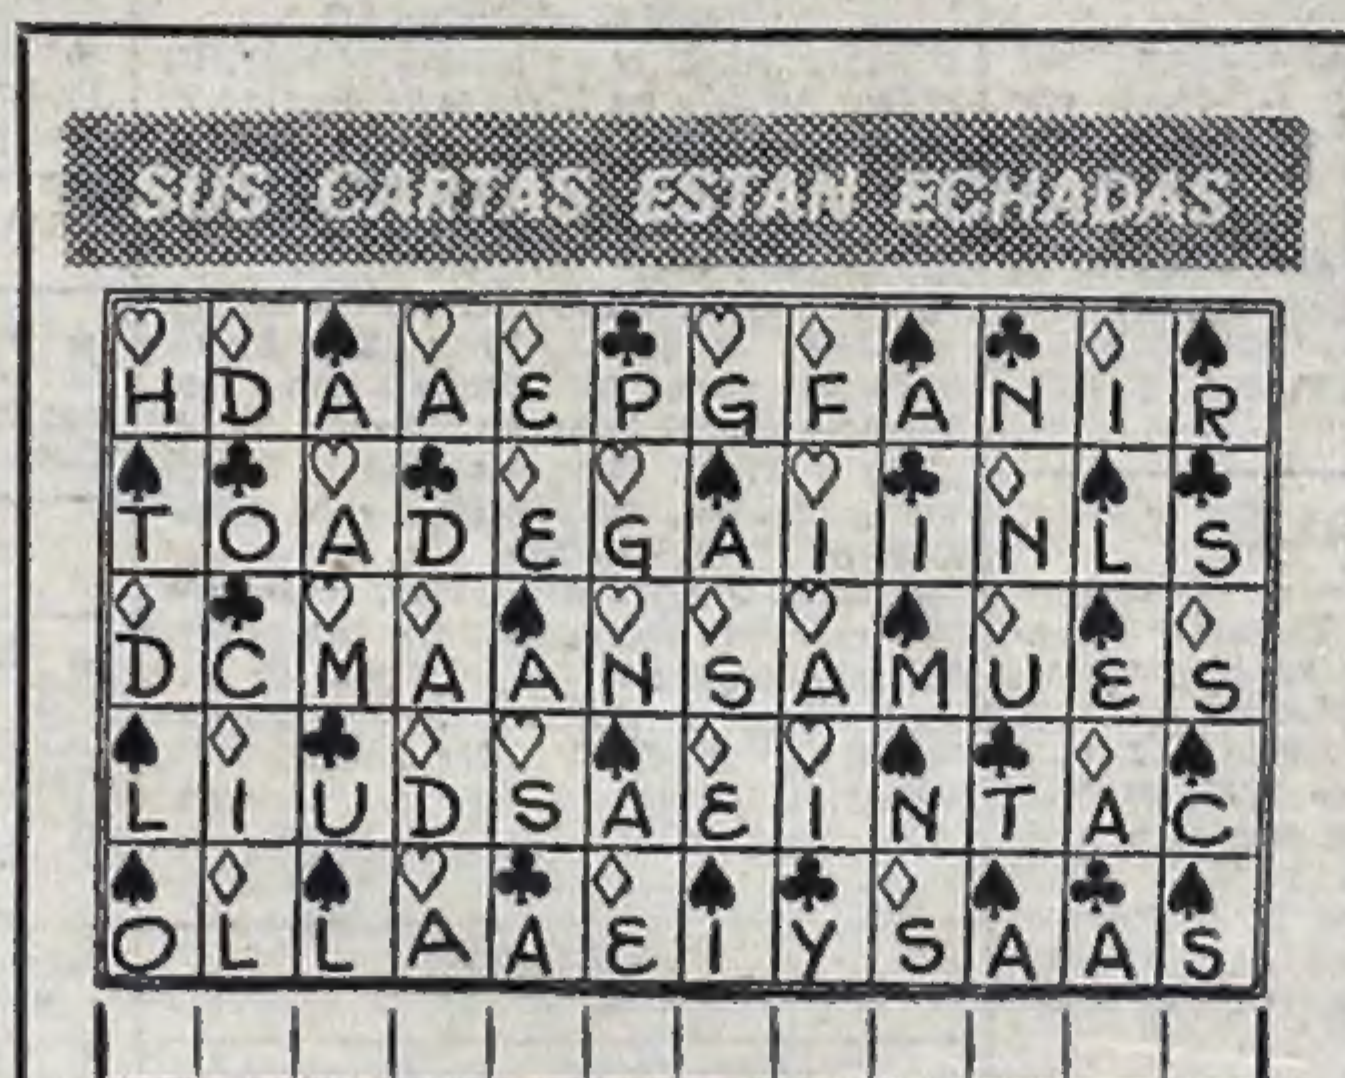 SUS CARTAS ESTAN ECHADAS
H D A A E P G F A N I R
T O A D E G A I I N L S
D C M A A N S A M U E S
L I U D S A E I N T A C
O L L A A E I Y S A A S